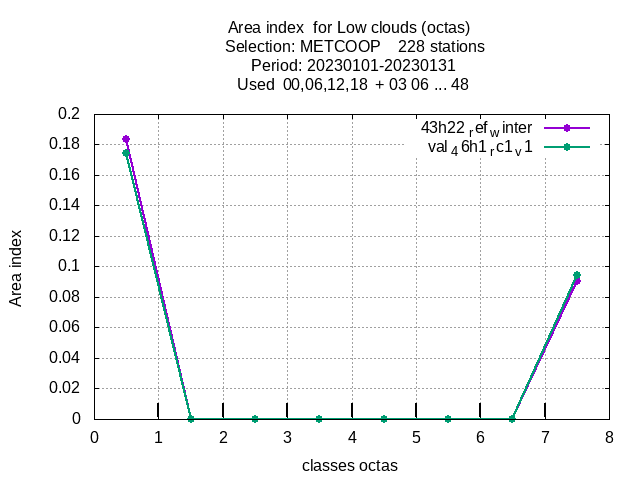 Area index for Low clouds (octas)
Selection: METCOOP 228 stations
Period: 20230101-20230131
Used 00,06,12,18 + 03 06 ... 48
43h22 ref winter
val 46h1 rc1 v1
0.2
0.18
0.16
0.14
0.12
0.1
0.08
0.06
0.04
0.02
0
Area index
0 1 2 3 4 5 6 7 8
classes octas